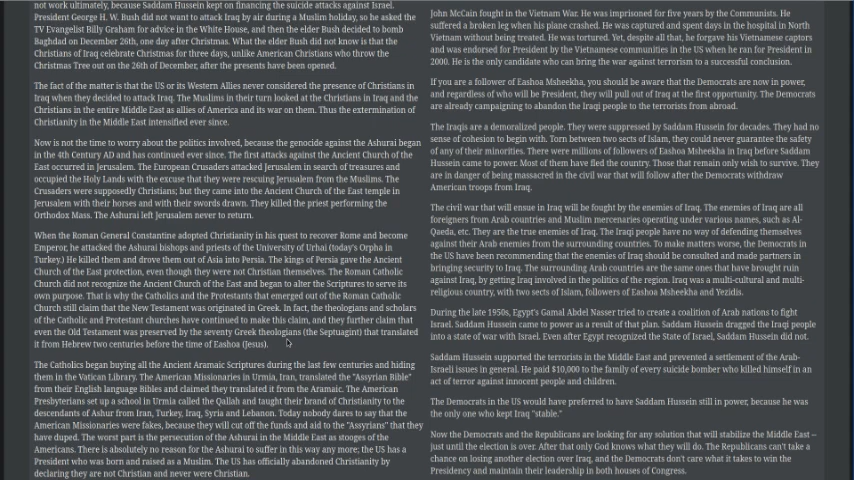 not work ultimately, because Saddam Hussein kept on financing the suicide attacks against Israel.
President George H. W. Bush did not want to attack Iraq by air during a Muslim holiday, so he asked the
TV Evangelist Billy Graham for advice in the White House, and then the elder Bush decided to bomb
Baghdad on December 26th, one day after Christmas. What the elder Bush did not know is that the
Christians of Iraq celebrate Christmas for three days, unlike American Christians who throw the
Christmas Tree out on the 26th of December, after the presents have been opened.
The fact of the matter is that the US or its Western Allies never considered the presence of Christians in
Iraq when they decided to attack Iraq. The Muslims in their turn looked at the Christians in Iraq and the
Christians in the entire Middle East as allies of America and its war on them. Thus the extermination of
Christianity in the Middle East intensified ever since.
Now is not the time to worry about the politics involved, because the genocide against the Ashurai began
in the 4th Century AD and has continued ever since. The first attacks against the Ancient Church of the
East occurred in Jerusalem. The European Crusaders attacked Jerusalem in search of treasures and
occupied the Holy Lands with the excuse that they were rescuing Jerusalem from the Muslims. The
Crusaders were supposedly Christians; but they came into the Ancient Church of the East temple in
Jerusalem with their horses and with their swords drawn. They killed the priest performing the
Orthodox Mass. The Ashurai left Jerusalem never to return.
When the Roman General Constantine adopted Christianity in his quest to recover Rome and become
Emperor, he attacked the Ashurai bishops and priests of the University of Urhai (today's Orpha in
Turkey.) He killed them and drove them out of Asia into Persia. The kings of Persia gave the Ancient
Church of the East protection, even though they were not Christian themselves. The Roman Catholic
Church did not recognize the Ancient Church of the East and began to alter the Scriptures to serve its
own purpose. That is why the Catholics and the Protestants that emerged out of the Roman Catholic
Church still claim that the New Testament was originated in Greek. In fact, the theologians and scholars
of the Catholic and Protestant churches have continued to make this claim, and they further claim that
even the Old Testament was preserved by the seventy Greek theologians (the Septuagint) that translated
it from Hebrew two centuries before the time of Eashoa (Jesus).
The Catholics began buying all the Ancient Aramaic Scriptures during the last few centuries and hiding
them in the Vatican Library. The American Missionaries in Urmia, Iran, translated the "Assyrian Bible"
from their English language Bibles and claimed they translated it from the Aramaic. The American
Presbyterians set up a school in Urmia called the Qallah and taught their brand of Christianity to the
descendants of Ashur from Iran, Turkey, Iraq, Syria and Lebanon. Today nobody dares to say that the
American Missionaries were fakes, because they will cut off the funds and aid to the "Assyrians" that they
have duped. The worst part is the persecution of the Ashurai in the Middle East as stooges of the
Americans. There is absolutely no reason for the Ashurai to suffer in this way any more; the US has a
President who was born and raised as a Muslim. The US has officially abandoned Christianity by
declaring they are not Christian and never were Christian.
John McCain fought in the Vietnam War. He was imprisoned for five years by the Communists. He
suffered a broken leg when his plane crashed. He was captured and spent days in the hospital in North
Vietnam without being treated. He was tortured. Yet, despite all that, he forgave his Vietnamese captors
and was endorsed for President by the Vietnamese communities in the US when he ran for President in
2000. He is the only candidate who can bring the war against terrorism to a successful conclusion.
If you are a follower of Eashoa Msheekha, you should be aware that the Democrats are now in power,
and regardless of who will be President, they will pull out of Iraq at the first opportunity. The Democrats
are already campaigning to abandon the Iraqi people to the terrorists from abroad.
The Iraqis are a demoralized people. They were suppressed by Saddam Hussein for decades. They had no
sense of cohesion to begin with. Torn between two sects of Islam, they could never guarantee the safety
of any of their minorities. There were millions of followers of Eashoa Msheekha in Iraq before Saddam
Hussein came to power. Most of them have fled the country. Those that remain only wish to survive. They
are in danger of being massacred in the civil war that will follow after the Democrats withdraw
American troops from Iraq.
The civil war that will ensue in Iraq will be fought by the enemies of Iraq. The enemies of Iraq are all
foreigners from Arab countries and Muslim mercenaries operating under various names, such as Al-
Qaeda, etc. They are the true enemies of Iraq. The Iraqi people have no way of defending themselves
against their Arab enemies from the surrounding countries. To make matters worse, the Democrats in
the US have been recommending that the enemies of Iraq should be consulted and made partners in
bringing security to Iraq. The surrounding Arab countries are the same ones that have brought ruin
against Iraq, by getting Iraq involved in the politics of the region. Iraq was a multi-cultural and multi-
religious country, with two sects of Islam, followers of Eashoa Msheekha and Yezidis.
During the late 1950s, Egypt's Gamal Abdel Nasser tried to create a coalition of Arab nations to fight
Israel. Saddam Hussein came to power as a result of that plan. Saddam Hussein dragged the Iraqi people
into a state of war with Israel. Even after Egypt recognized the State of Israel, Saddam Hussein did not.
Saddam Hussein supported the terrorists in the Middle East and prevented a settlement of the Arab-
Israeli issues in general. He paid $10,000 to the family of every suicide bomber who killed himself in an
act of terror against innocent people and children.
The Democrats in the US would have preferred to have Saddam Hussein still in power, because he was
the only one who kept Iraq "stable."
Now the Democrats and the Republicans are looking for any solution that will stabilize the Middle East --
just until the election is over. After that only God knows what they will do. The Republicans can't take a
chance on losing another election over Iraq, and the Democrats don't care what it takes to win the
Presidency and maintain their leadership in both houses of Congress.